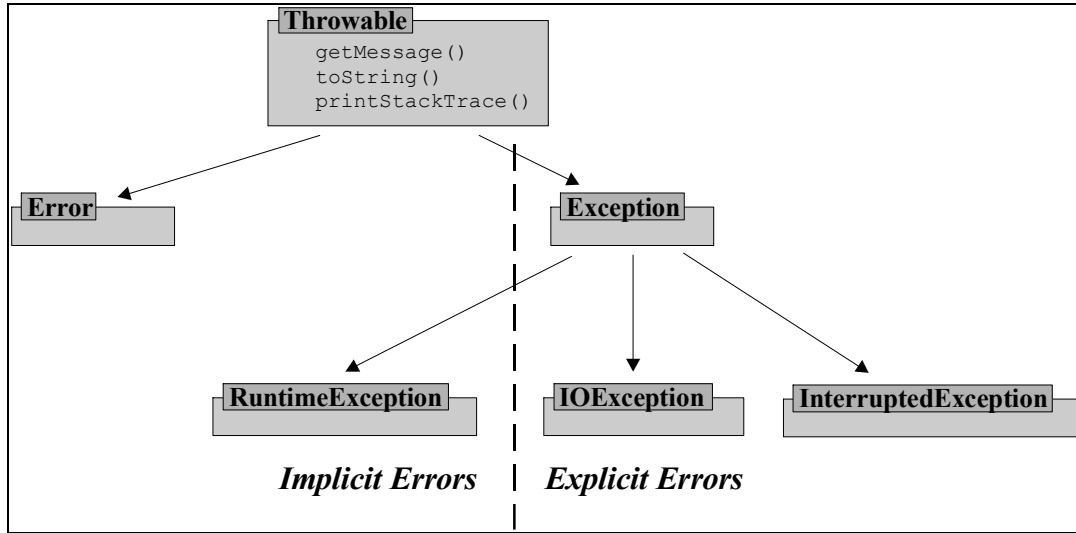 Throwable
getMessage()
toString()
printStackTrace()
Error
Exception
RuntimeException
IOException
InterruptedException
Implicit Errors
Explicit Errors